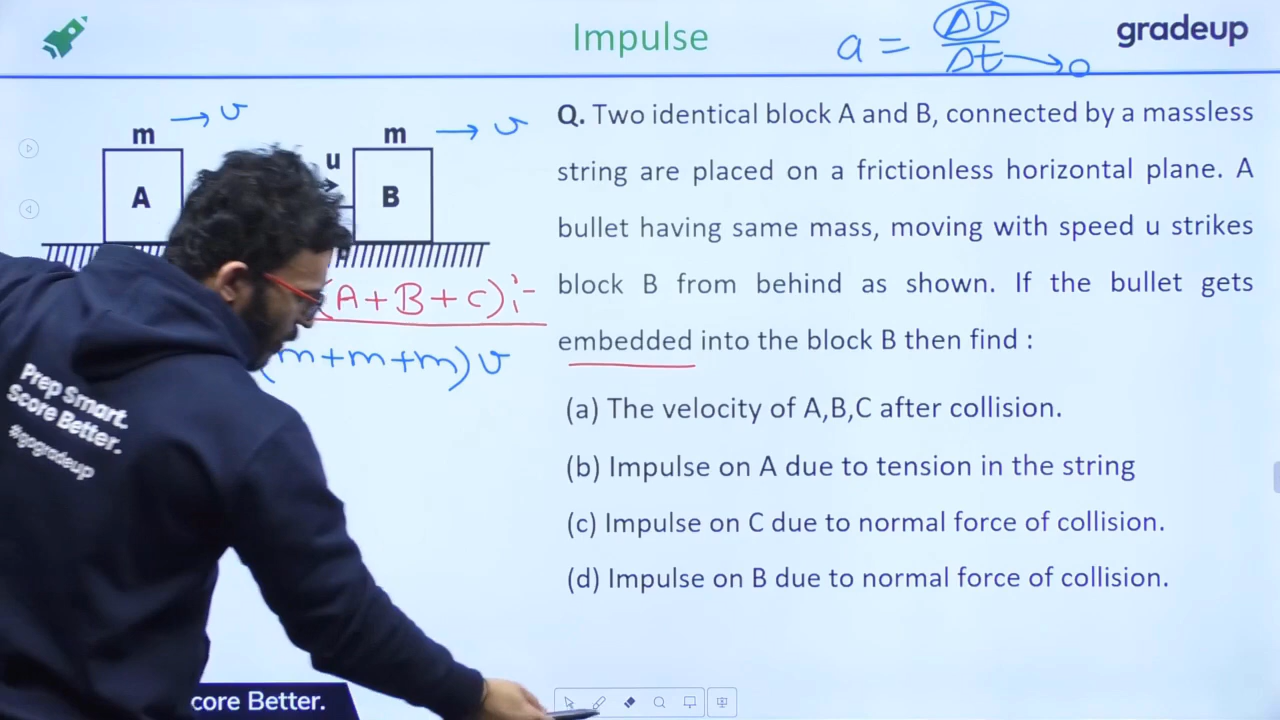 Impulse
a = Δv/Δt → 0
gradeup
m → v
m → v
u
A
B
(A+B+C):-
(m+m+m)v
Q. Two identical block A and B, connected by a massless
string are placed on a frictionless horizontal plane. A
bullet having same mass, moving with speed u strikes
block B from behind as shown. If the bullet gets
embedded into the block B then find :
(a) The velocity of A,B,C after collision.
(b) Impulse on A due to tension in the string
(c) Impulse on C due to normal force of collision.
(d) Impulse on B due to normal force of collision.
Prep Smart.
Score Better.
#gogradeup
core Better.